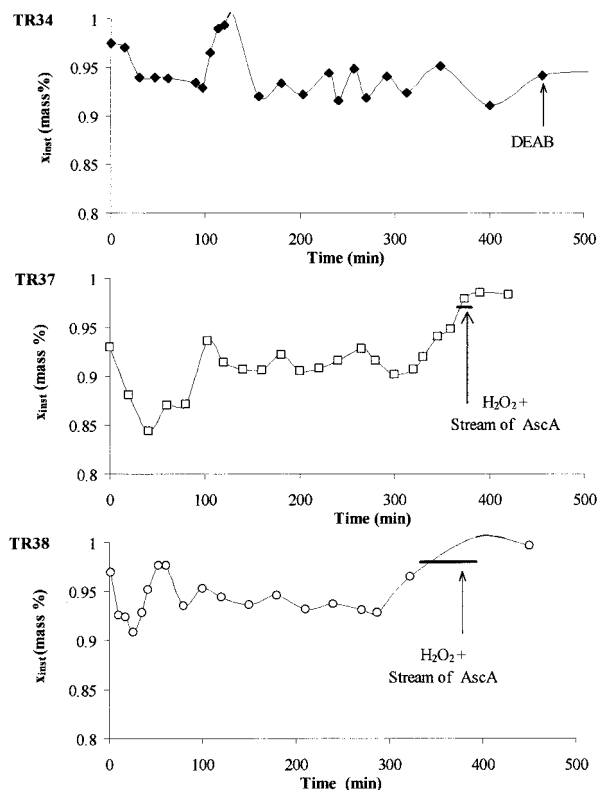 TR34
x_inst (mass%)
1
0.95
0.9
0.85
0.8
0 100 200 300 400 500
Time (min)
DEAB
TR37
x_inst (mass %)
1
0.95
0.9
0.85
0.8
0 100 200 300 400 500
Time (min)
H₂O₂ +
Stream of AscA
TR38
x_inst (mass %)
1
0.95
0.9
0.85
0.8
0 100 200 300 400 500
Time (min)
H₂O₂ +
Stream of AscA